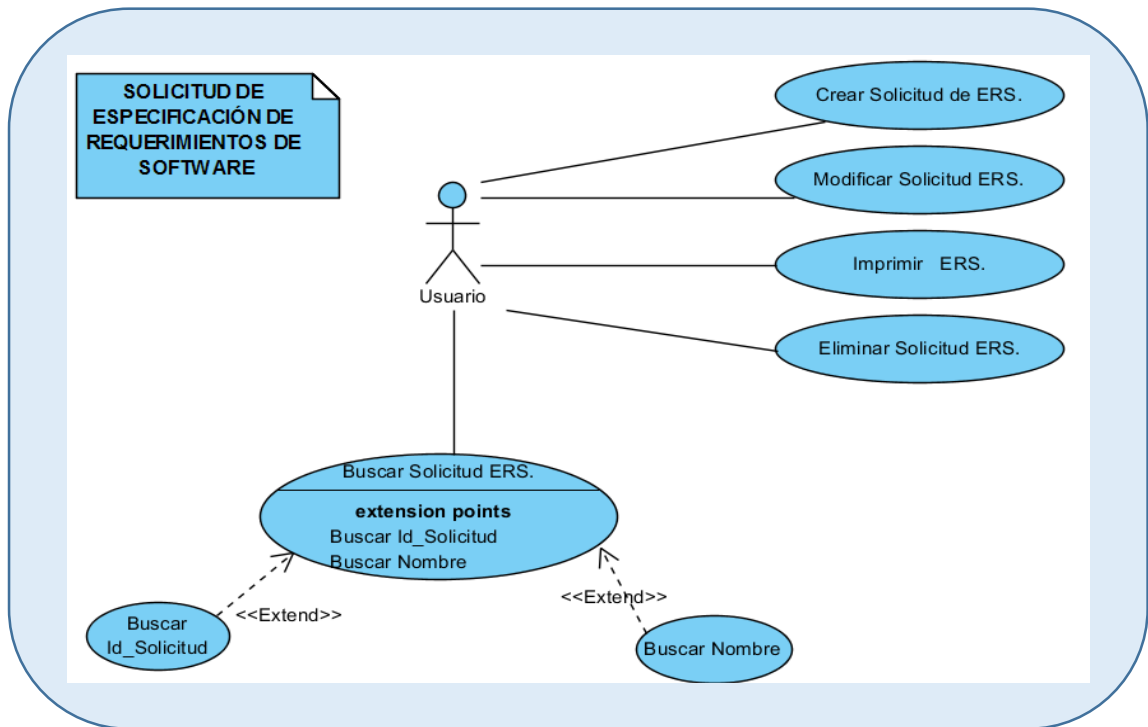 SOLICITUD DE
ESPECIFICACIÓN DE
REQUERIMIENTOS DE
SOFTWARE
Crear Solicitud de ERS.
Modificar Solicitud ERS.
Imprimir ERS.
Usuario
Eliminar Solicitud ERS.
Buscar Solicitud ERS.
extension points
Buscar Id_Solicitud
Buscar Nombre
<<Extend>>
<<Extend>>
Buscar
Id_Solicitud
Buscar Nombre